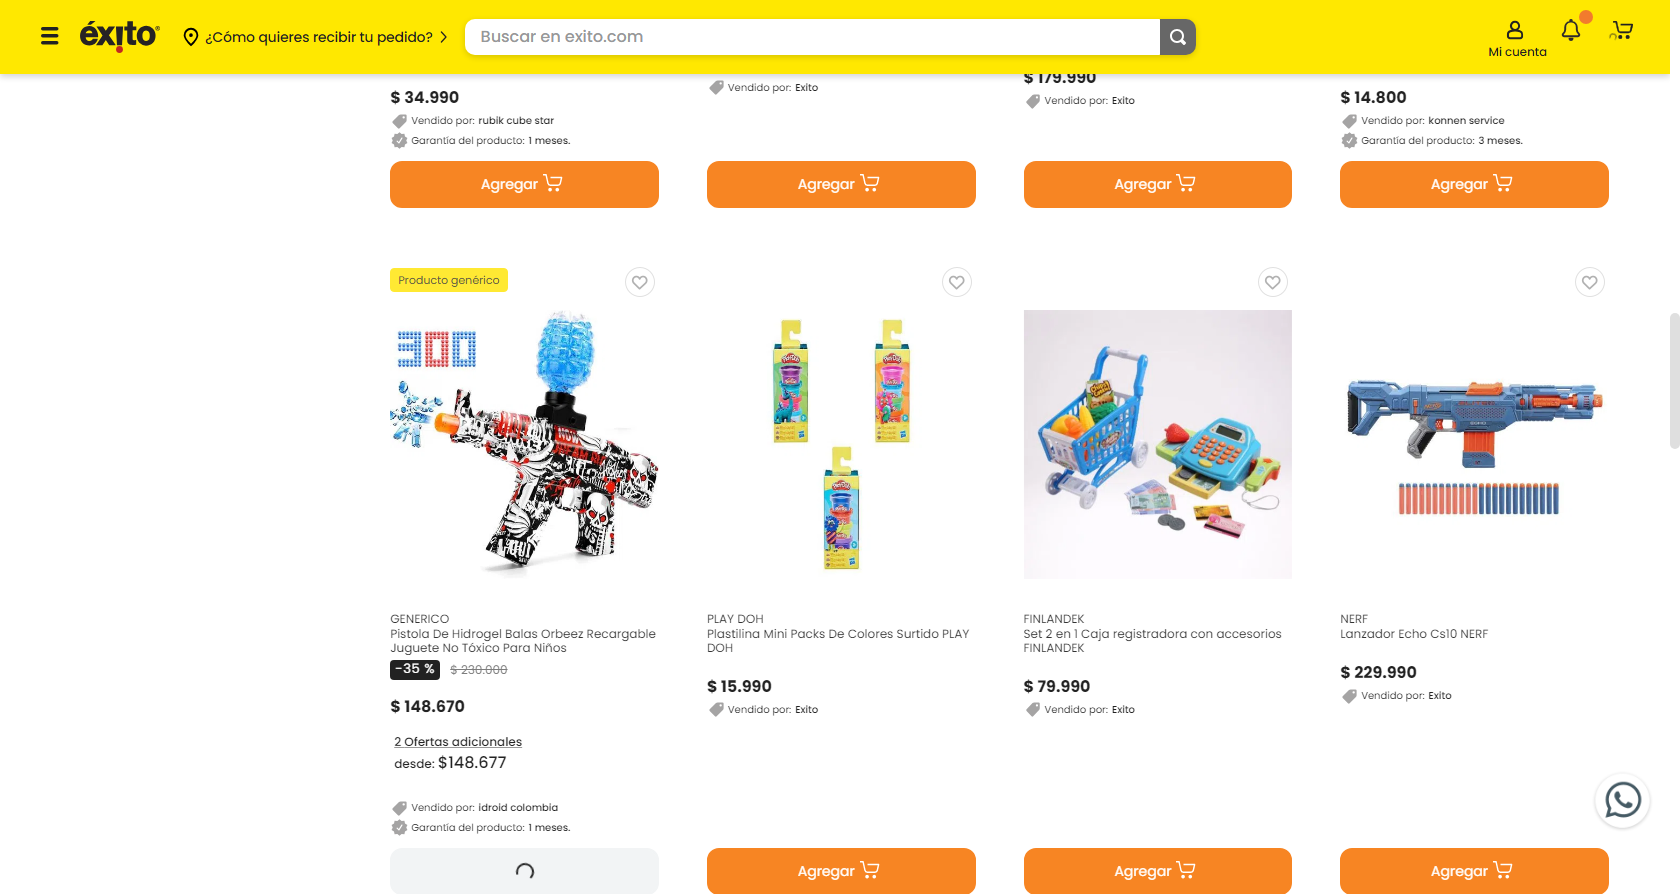 éxito
¿Cómo quieres recibir tu pedido?
Buscar en exito.com
Mi cuenta
$ 34.990
Vendido por: rubik cube star
Garantía del producto: 1 meses.
Agregar
Vendido por: Exito
Agregar
$ 179.990
Vendido por: Exito
Agregar
$ 14.800
Vendido por: konnen service
Garantía del producto: 3 meses.
Agregar
Producto genérico
300
GENERICO
Pistola De Hidrogel Balas Orbeez Recargable
Juguete No Tóxico Para Niños
-35 % $ 230.000
$ 148.670
2 Ofertas adicionales
desde: $148.677
Vendido por: idroid colombia
Garantía del producto: 1 meses.
PLAY DOH
Plastilina Mini Packs De Colores Surtido PLAY
DOH
$ 15.990
Vendido por: Exito
Agregar
FINLANDEK
Set 2 en 1 Caja registradora con accesorios
FINLANDEK
$ 79.990
Vendido por: Exito
Agregar
NERF
Lanzador Echo Cs10 NERF
$ 229.990
Vendido por: Exito
Agregar